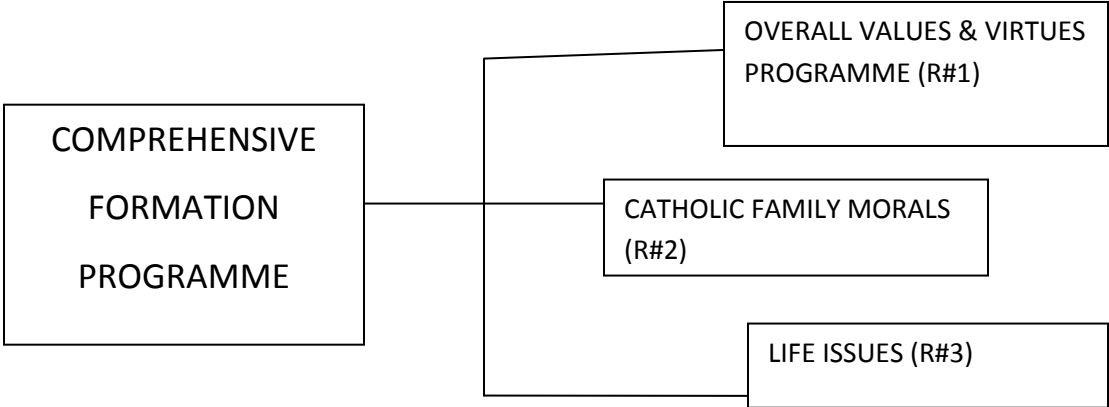 COMPREHENSIVE
FORMATION
PROGRAMME
OVERALL VALUES & VIRTUES
PROGRAMME (R#1)
CATHOLIC FAMILY MORALS
(R#2)
LIFE ISSUES (R#3)